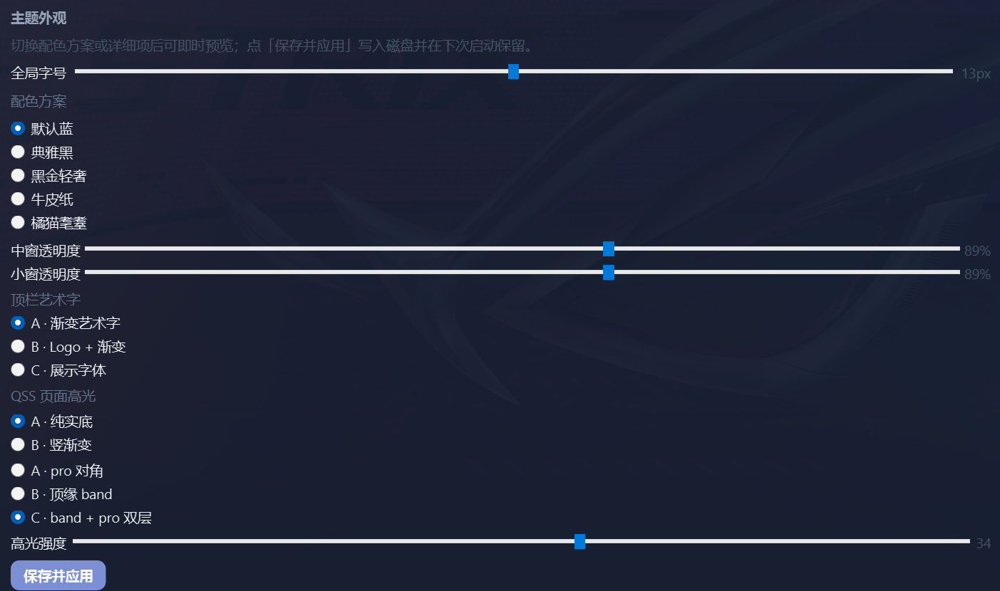 主题外观
切换配色方案或详细项后可即时预览；点「保存并应用」写入磁盘并在下次启动保留。
全局字号 13px
配色方案
默认蓝
典雅黑
黑金轻奢
牛皮纸
橘猫耄耋
中窗透明度 89%
小窗透明度 89%
顶栏艺术字
A · 渐变艺术字
B · Logo + 渐变
C · 展示字体
QSS 页面高光
A · 纯实底
B · 竖渐变
A · pro 对角
B · 顶缘 band
C · band + pro 双层
高光强度 34
保存并应用